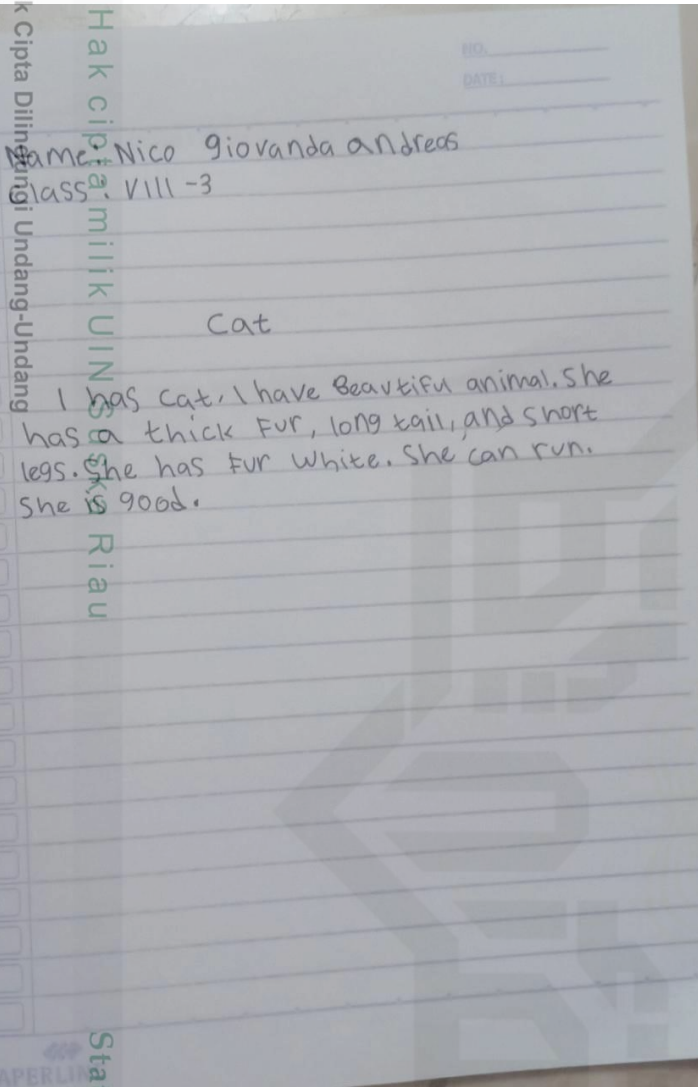 k Cipta Dilindungi Undang-Undang
Hak cipta milik UIN Suska Riau
Sta
NO.
DATE:
Name: Nico giovanda andreas
Class: VIII -3
Cat
I has cat, I have Beautifu animal. She
has a thick Fur, long tail, and short
legs. She has Fur White. She can run.
She is good.
APERLIN